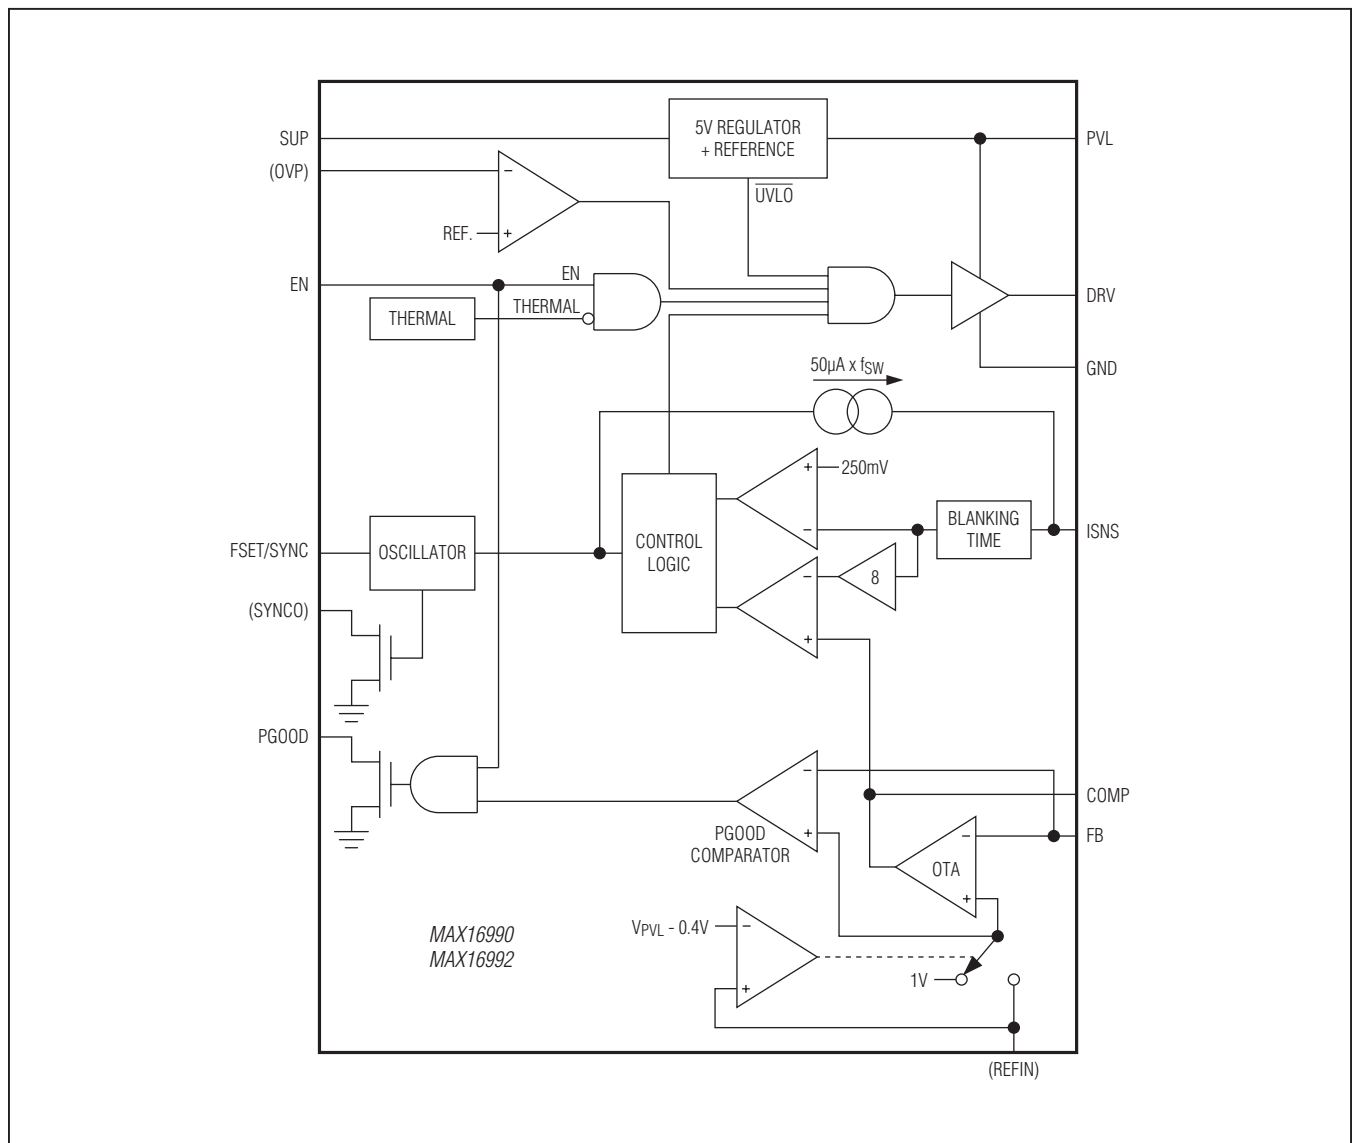 SUP
5V REGULATOR
+ REFERENCE
PVL
(OVP)
−
UVLO
REF.
+
EN
EN
THERMAL
THERMAL
DRV
GND
50µA x fSW
+
250mV
−
BLANKING
TIME
ISNS
FSET/SYNC
OSCILLATOR
CONTROL
LOGIC
−
8
+
(SYNCO)
PGOOD
−
COMP
+
PGOOD
COMPARATOR
−
FB
OTA
+
VPVL - 0.4V
−
MAX16990
MAX16992
+
1V
(REFIN)